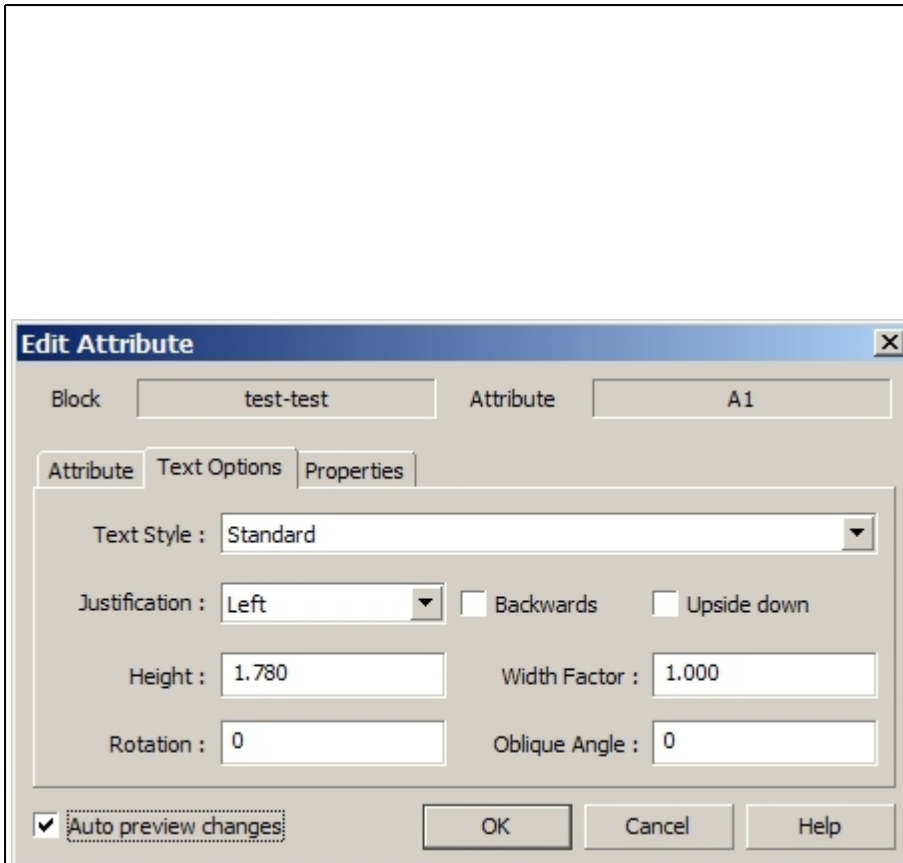 Edit Attribute
Block test-test Attribute A1
Attribute Text Options Properties
Text Style : Standard
Justification : Left Backwards Upside down
Height : 1.780 Width Factor : 1.000
Rotation : 0 Oblique Angle : 0
Auto preview changes OK Cancel Help